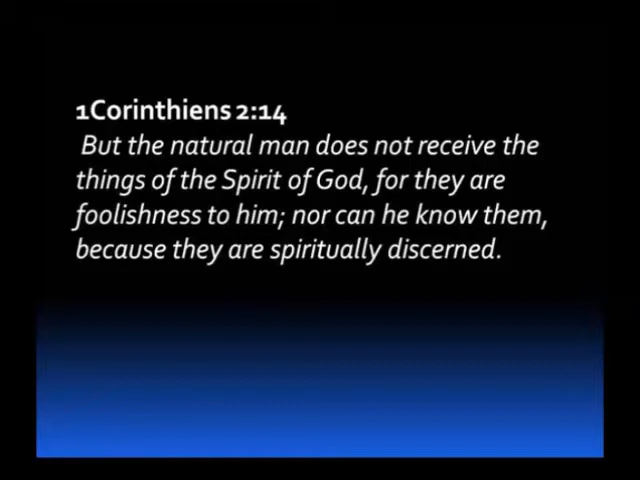 1Corinthiens 2:14
But the natural man does not receive the
things of the Spirit of God, for they are
foolishness to him; nor can he know them,
because they are spiritually discerned.